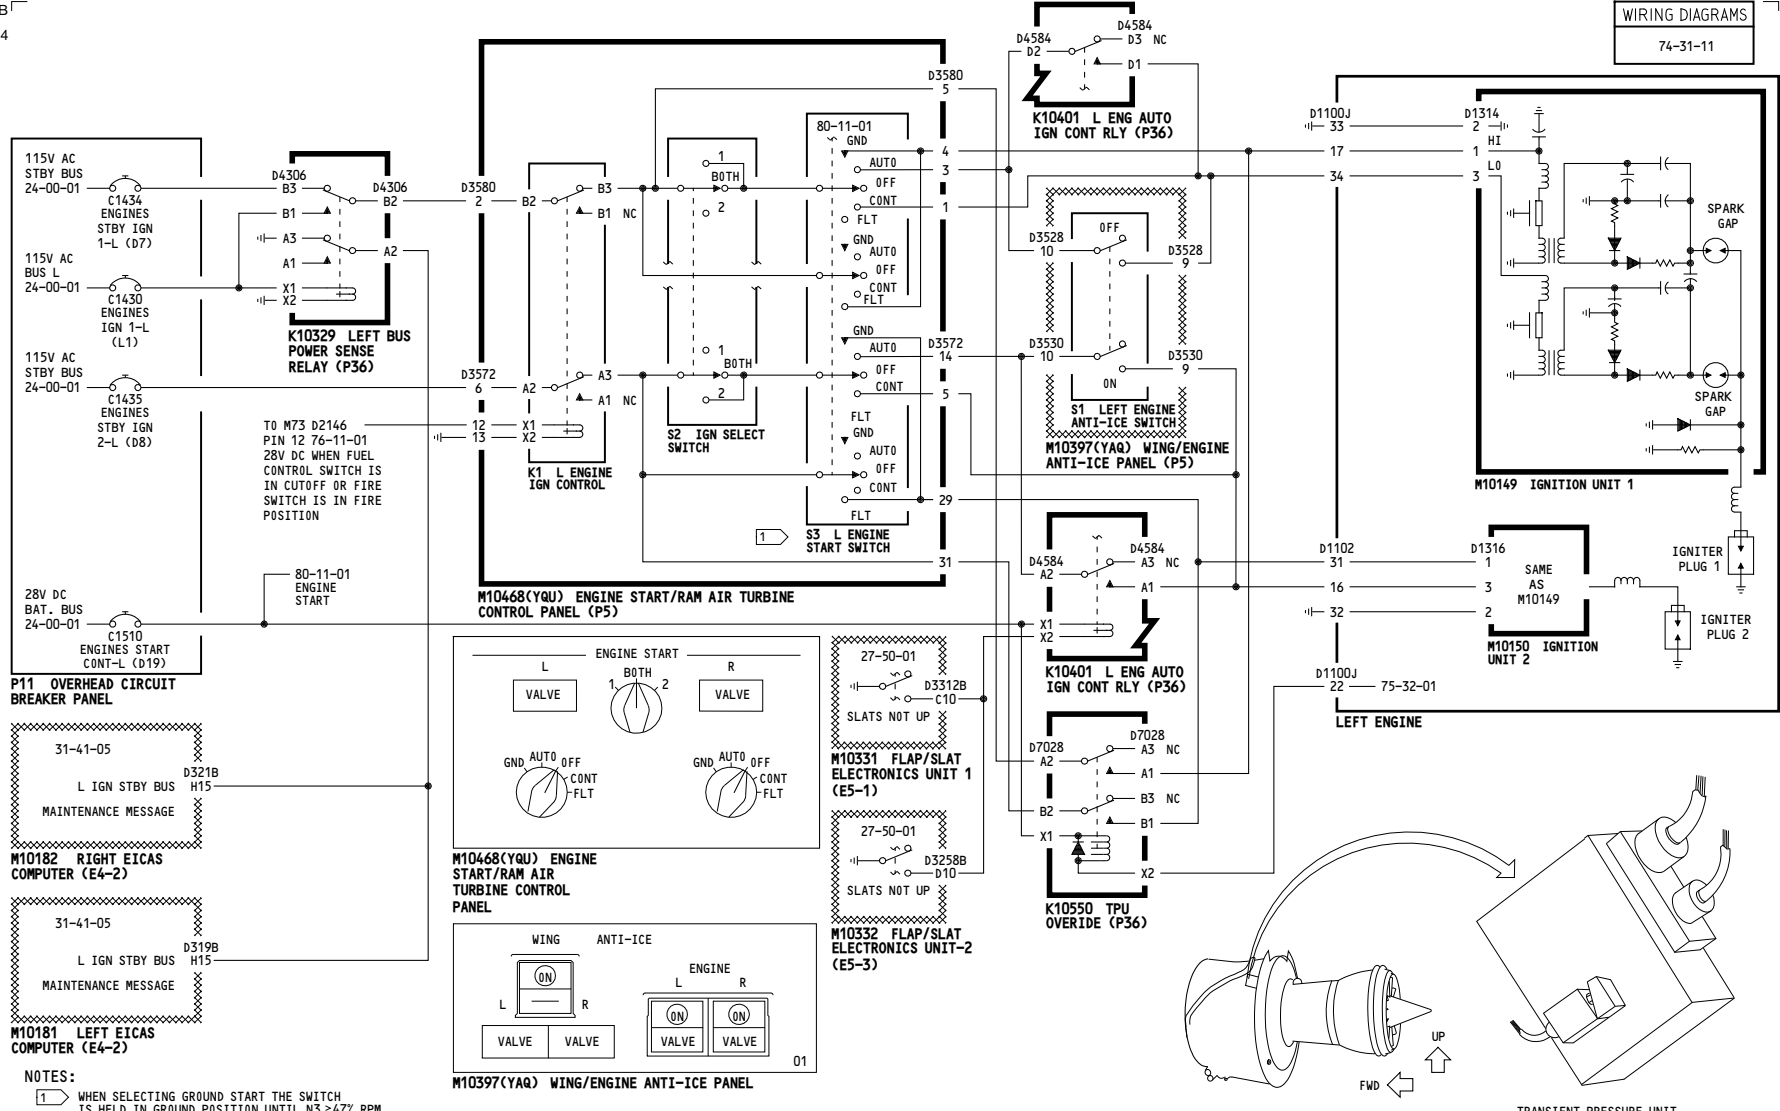 B
4
WIRING DIAGRAMS
74-31-11
115V AC
STBY BUS
24-00-01
C1434
ENGINES
STBY IGN
1-L (D7)
115V AC
BUS L
24-00-01
C1430
ENGINES
IGN 1-L
(L1)
115V AC
STBY BUS
24-00-01
C1435
ENGINES
STBY IGN
2-L (D8)
28V DC
BAT. BUS
24-00-01
C1510
ENGINES START
CONT-L (D19)
P11 OVERHEAD CIRCUIT
BREAKER PANEL
D4306
B3
B1
A3
A1
X1
X2
D4306
B2
A2
K10329 LEFT BUS
POWER SENSE
RELAY (P36)
TO M73 D2146
PIN 12 76-11-01
28V DC WHEN FUEL
CONTROL SWITCH IS
IN CUTOFF OR FIRE
SWITCH IS IN FIRE
POSITION
80-11-01
ENGINE
START
D3580
2
D3572
6
12
13
B2
B3
B1 NC
A2
A3
A1 NC
X1
X2
K1 L ENGINE
IGN CONTROL
1
BOTH
2
1
BOTH
2
S2 IGN SELECT
SWITCH
80-11-01
GND
AUTO
OFF
CONT
FLT
GND
AUTO
OFF
CONT
FLT
GND
AUTO
OFF
CONT
FLT
GND
AUTO
OFF
CONT
FLT
1
S3 L ENGINE
START SWITCH
D3580
5
4
3
1
D3572
14
5
29
31
M10468(YQU) ENGINE START/RAM AIR TURBINE
CONTROL PANEL (P5)
D4584
D2
D4584
D3 NC
D1
K10401 L ENG AUTO
IGN CONT RLY (P36)
D3528
10
OFF
D3528
9
D3530
10
D3530
9
ON
S1 LEFT ENGINE
ANTI-ICE SWITCH
M10397(YAQ) WING/ENGINE
ANTI-ICE PANEL (P5)
D4584
A2
D4584
A3 NC
A1
X1
X2
K10401 L ENG AUTO
IGN CONT RLY (P36)
D7028
A2
D7028
A3 NC
A1
B2
B3 NC
B1
X1
X2
K10550 TPU
OVERIDE (P36)
D1100J
33
17
34
D1314
2
HI
1
LO
3
SPARK
GAP
SPARK
GAP
M10149 IGNITION UNIT 1
D1102
31
16
32
D1316
1
3
2
SAME
AS
M10149
M10150 IGNITION
UNIT 2
IGNITER
PLUG 1
IGNITER
PLUG 2
D1100J
22
75-32-01
LEFT ENGINE
31-41-05
L IGN STBY BUS
D321B
H15
MAINTENANCE MESSAGE
M10182 RIGHT EICAS
COMPUTER (E4-2)
31-41-05
L IGN STBY BUS
D319B
H15
MAINTENANCE MESSAGE
M10181 LEFT EICAS
COMPUTER (E4-2)
ENGINE START
L
R
VALVE
1
BOTH
2
VALVE
GND
AUTO
OFF
CONT
FLT
GND
AUTO
OFF
CONT
FLT
M10468(YQU) ENGINE
START/RAM AIR
TURBINE CONTROL
PANEL
27-50-01
D3312B
C10
SLATS NOT UP
M10331 FLAP/SLAT
ELECTRONICS UNIT 1
(E5-1)
27-50-01
D3258B
D10
SLATS NOT UP
M10332 FLAP/SLAT
ELECTRONICS UNIT-2
(E5-3)
WING ANTI-ICE
ON
L
R
VALVE
VALVE
ENGINE
L
R
ON
ON
VALVE
VALVE
01
M10397(YAQ) WING/ENGINE ANTI-ICE PANEL
UP
FWD
NOTES:
1 WHEN SELECTING GROUND START THE SWITCH
IS HELD IN GROUND POSITION UNTIL N3 ≥47% RPM
TRANSIENT PRESSURE UNIT